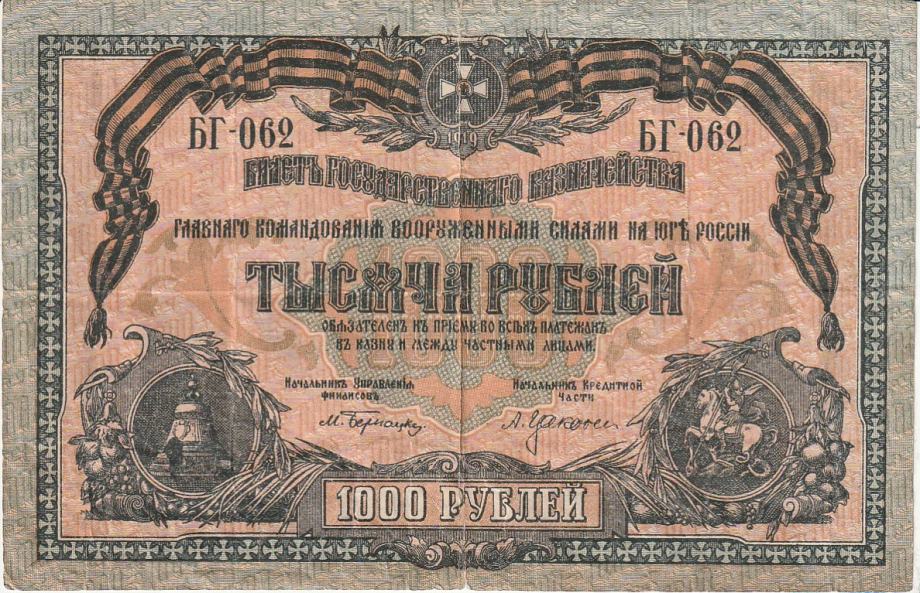 1919
БГ-062 БГ-062
БИЛЕТЪ ГОСУДАРСТВЕННАГО КАЗНАЧЕЙСТВА
ГЛАВНАГО КОМАНДОВАНІЯ ВООРУЖЕННЫМИ СИЛАМИ НА ЮГѢ РОССІИ
ТЫСЯЧА РУБЛЕЙ
ОБЯЗАТЕЛЕНЪ КЪ ПРІЕМУ ВО ВСѢХЪ ПЛАТЕЖАХЪ
ВЪ КАЗНУ И МЕЖДУ ЧАСТНЫМИ ЛИЦАМИ.
НАЧАЛЬНИКЪ УПРАВЛЕНІЯ
ФИНАНСОВЪ
НАЧАЛЬНИКЪ КРЕДИТНОЙ
ЧАСТИ
М. Бернацкі
1000 РУБЛЕЙ